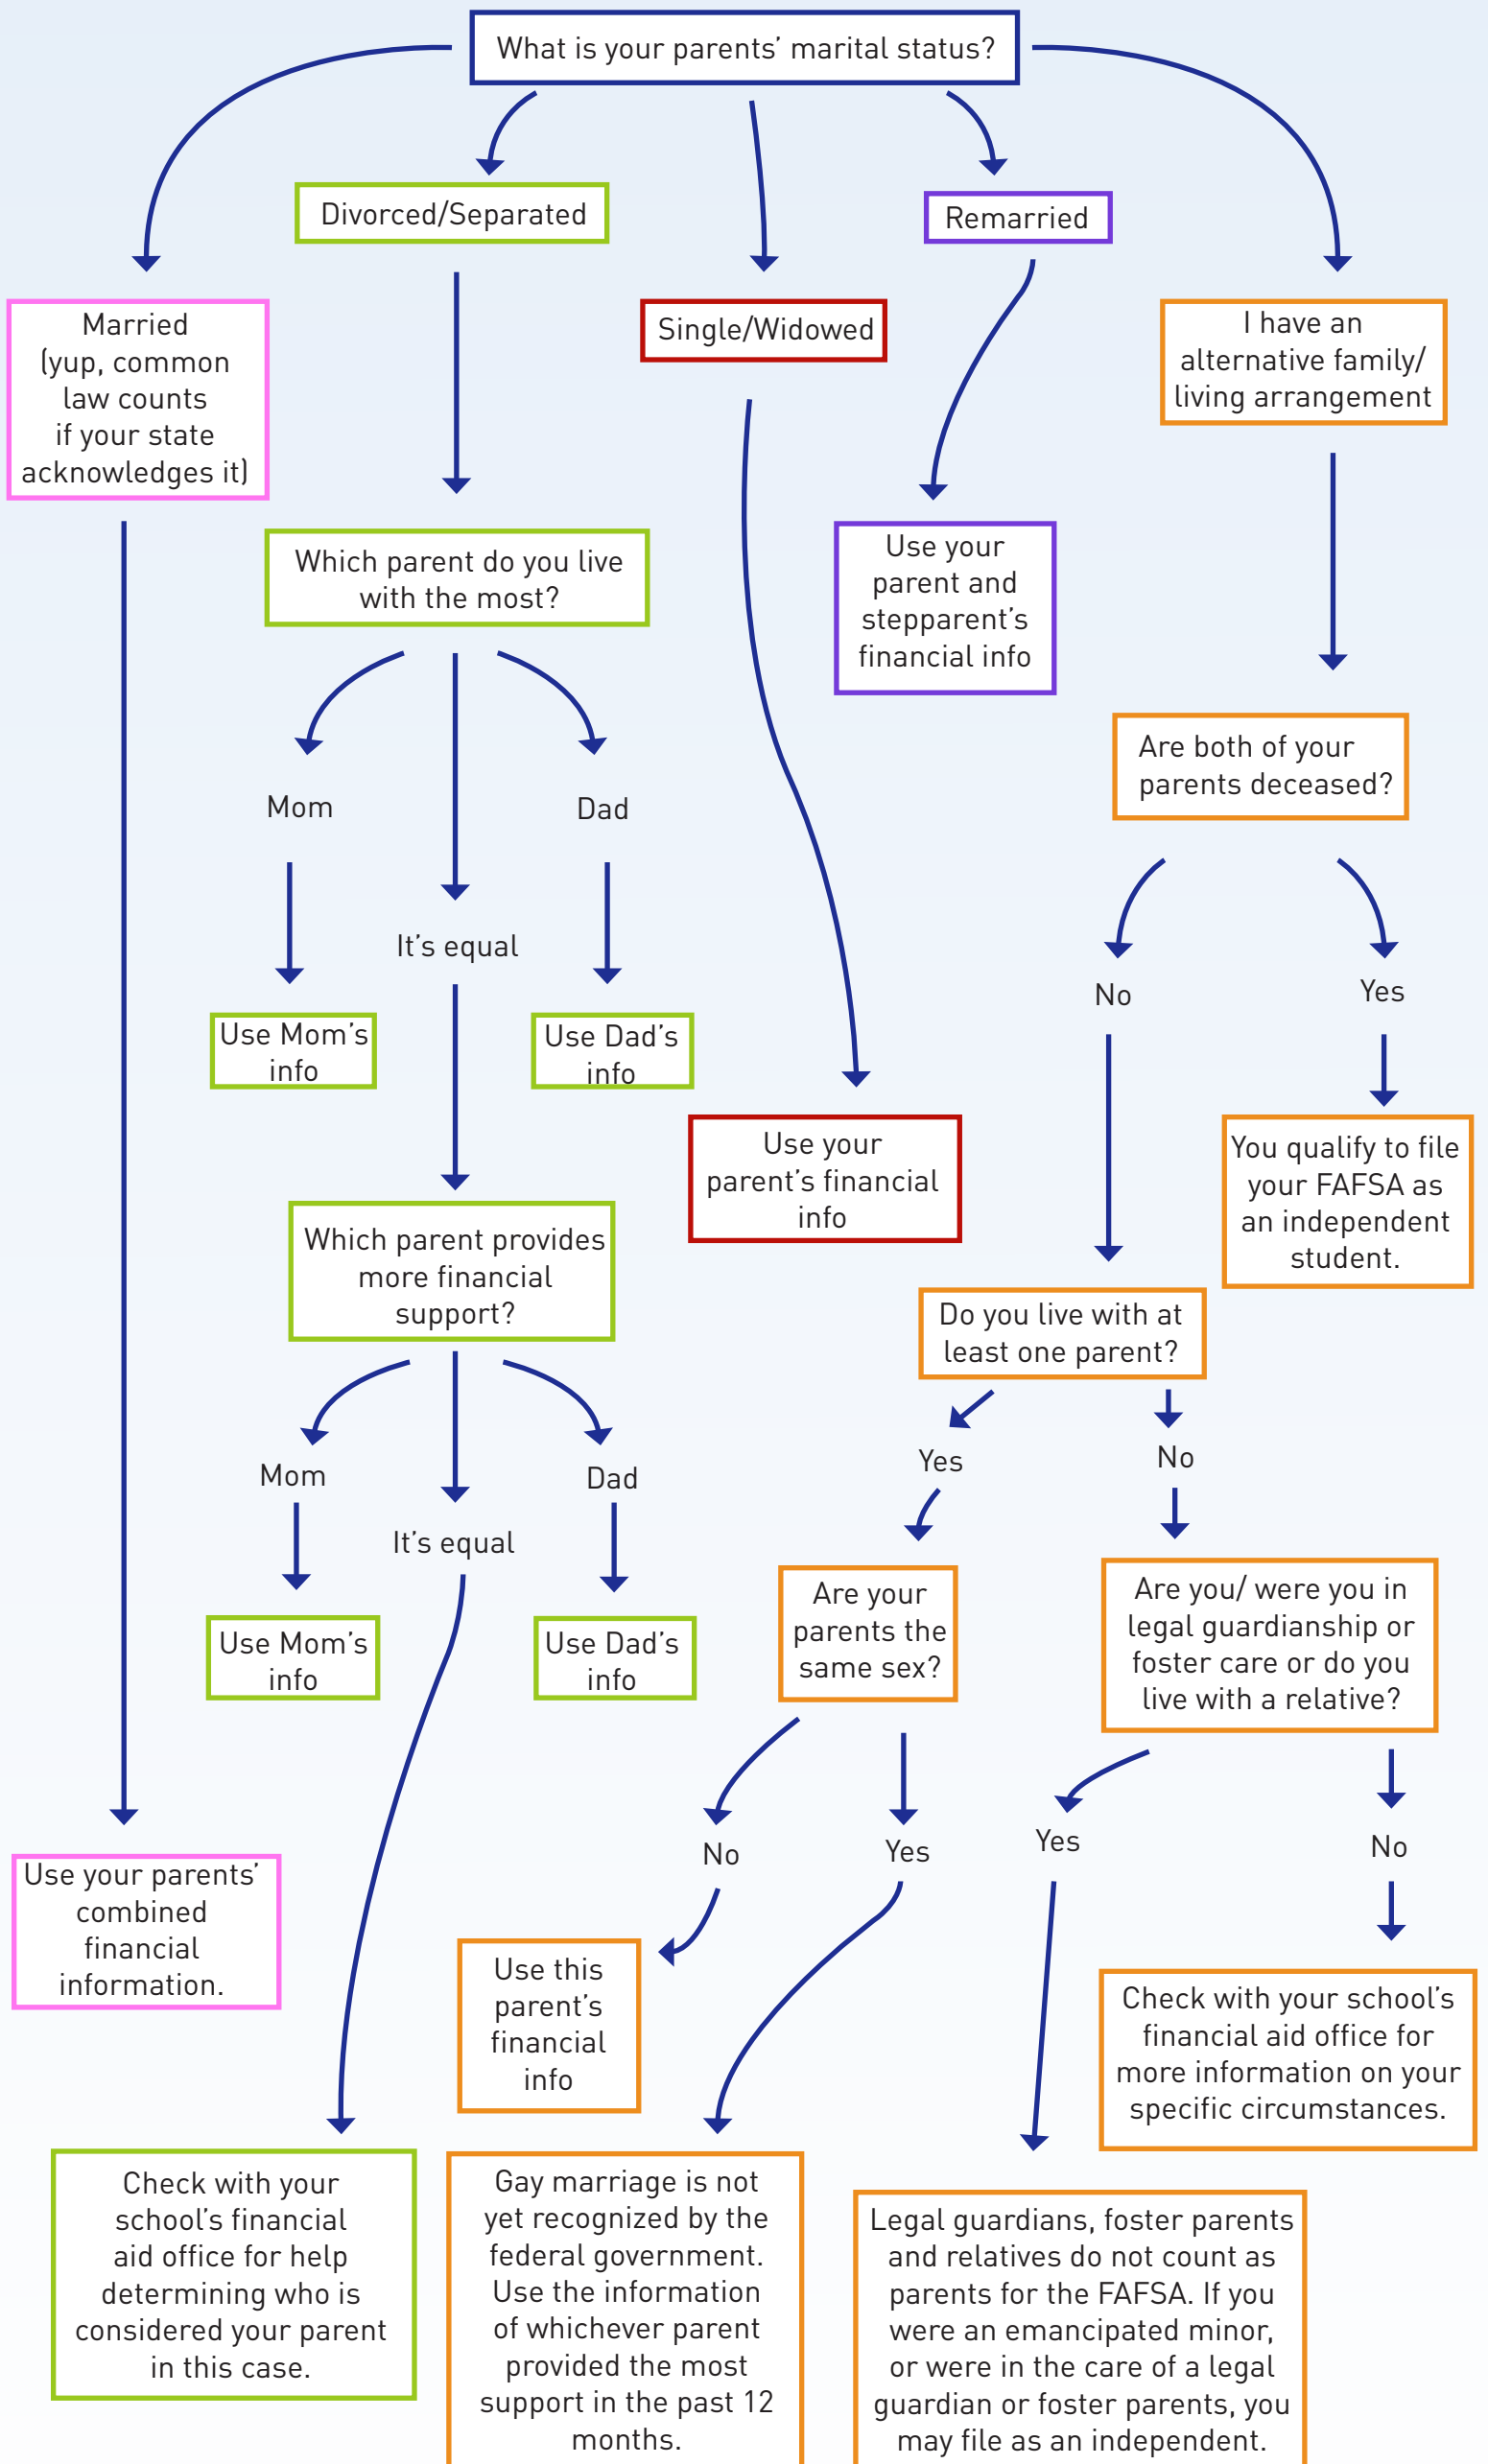 What is your parents’ marital status?
Divorced/Separated
Remarried
Married
(yup, common
law counts
if your state
acknowledges it)
Single/Widowed
I have an
alternative family/
living arrangement
Which parent do you live
with the most?
Use your
parent and
stepparent’s
financial info
Are both of your
parents deceased?
Mom
Dad
It’s equal
No
Yes
Use Mom’s
info
Use Dad’s
info
Use your
parent’s financial
info
You qualify to file
your FAFSA as
an independent
student.
Which parent provides
more financial
support?
Do you live with at
least one parent?
Mom
Dad
It’s equal
Yes
No
Use Mom’s
info
Use Dad’s
info
Are your
parents the
same sex?
Are you/ were you in
legal guardianship or
foster care or do you
live with a relative?
No
Yes
Yes
No
Use your parents’
combined
financial
information.
Use this
parent’s
financial
info
Check with your school’s
financial aid office for
more information on your
specific circumstances.
Check with your
school’s financial
aid office for help
determining who is
considered your parent
in this case.
Gay marriage is not
yet recognized by the
federal government.
Use the information
of whichever parent
provided the most
support in the past 12
months.
Legal guardians, foster parents
and relatives do not count as
parents for the FAFSA. If you
were an emancipated minor,
or were in the care of a legal
guardian or foster parents, you
may file as an independent.